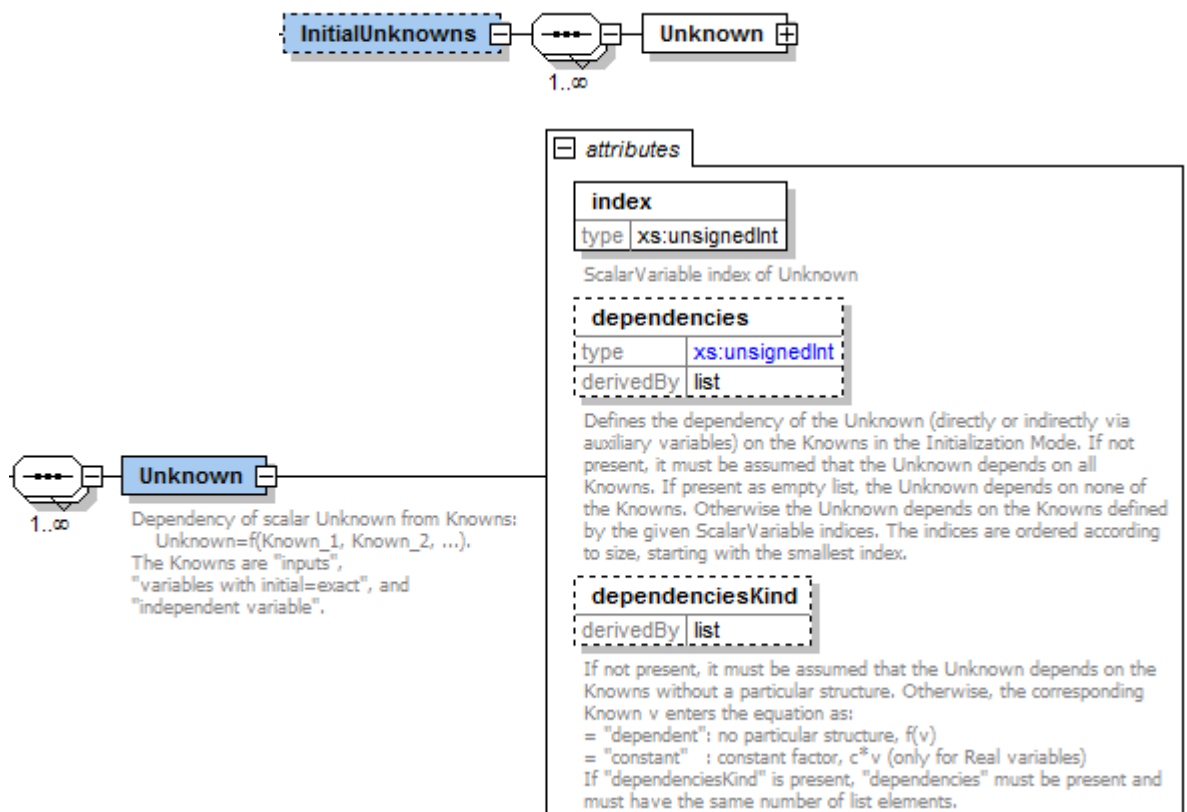 InitialUnknowns
Unknown
1..∞
attributes
index
type xs:unsignedInt
ScalarVariable index of Unknown
dependencies
type xs:unsignedInt
derivedBy list
Defines the dependency of the Unknown (directly or indirectly via
auxiliary variables) on the Knowns in the Initialization Mode. If not
present, it must be assumed that the Unknown depends on all
Knowns. If present as empty list, the Unknown depends on none of
the Knowns. Otherwise the Unknown depends on the Knowns defined
by the given ScalarVariable indices. The indices are ordered according
to size, starting with the smallest index.
Unknown
1..∞
Dependency of scalar Unknown from Knowns:
Unknown=f(Known_1, Known_2, ...).
The Knowns are "inputs",
"variables with initial=exact", and
"independent variable".
dependenciesKind
derivedBy list
If not present, it must be assumed that the Unknown depends on the
Knowns without a particular structure. Otherwise, the corresponding
Known v enters the equation as:
= "dependent": no particular structure, f(v)
= "constant" : constant factor, c*v (only for Real variables)
If "dependenciesKind" is present, "dependencies" must be present and
must have the same number of list elements.